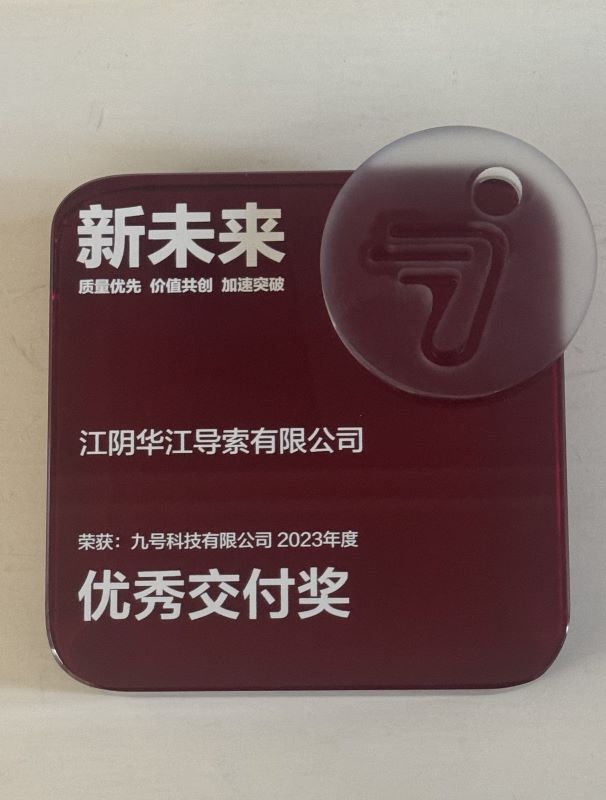 新未来
质量优先 价值共创 加速突破
江阴华江导索有限公司
荣获：九号科技有限公司 2023年度
优秀交付奖